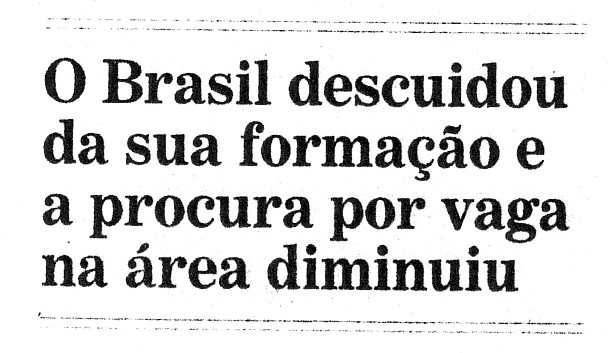 O Brasil descuidou
da sua formação e
a procura por vaga
na área diminuiu